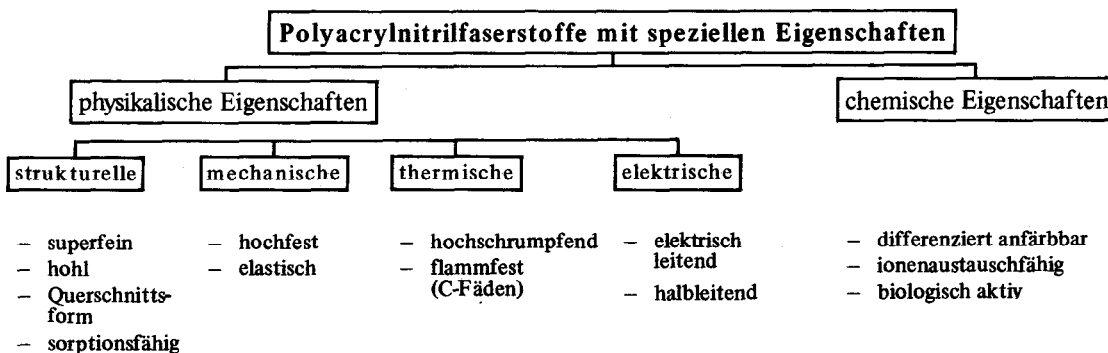 Polyacrylnitrilfaserstoffe mit speziellen Eigenschaften
physikalische Eigenschaften
chemische Eigenschaften
strukturelle
mechanische
thermische
elektrische
– superfein
– hohl
– Querschnitts-
form
– sorptionsfähig
– hochfest
– elastisch
– hochschrumpfend
– flammfest
(C-Fäden)
– elektrisch
leitend
– halbleitend
– differenziert anfärbbar
– ionenaustauschfähig
– biologisch aktiv